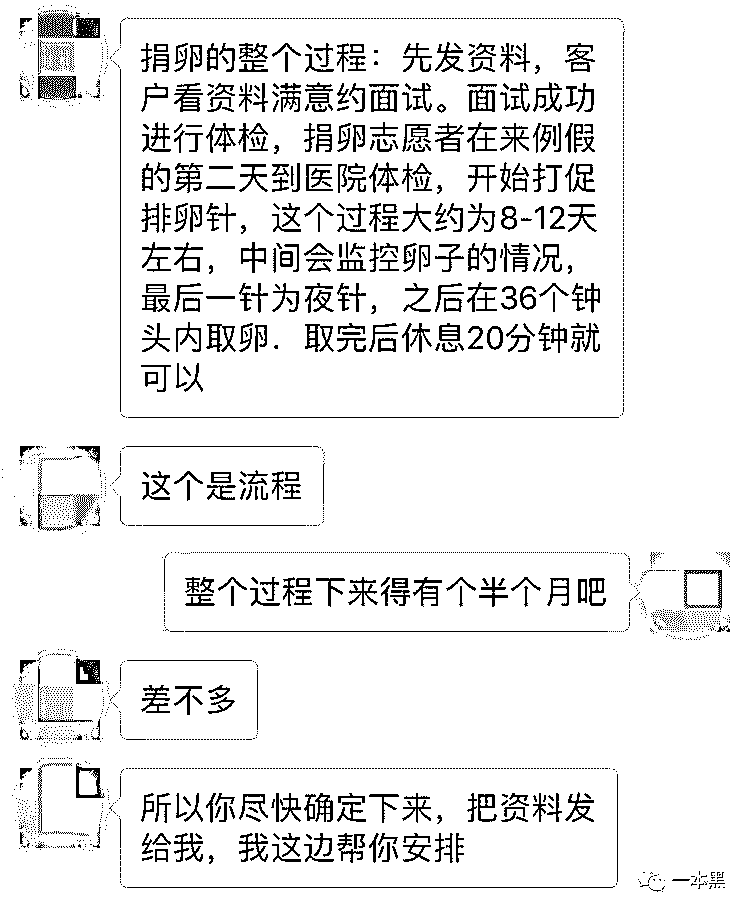 捐卵的整个过程：先发资料，客
户看资料满意约面试。面试成功
进行体检，捐卵志愿者在来例假
的第二天到医院体检，开始打促
排卵针，这个过程大约为8-12天
左右，中间会监控卵子的情况，
最后一针为夜针，之后在36个钟
头内取卵．取完后休息20分钟就
可以
这个是流程
整个过程下来得有个半个月吧
差不多
所以你尽快确定下来，把资料发
给我，我这边帮你安排
一本黑